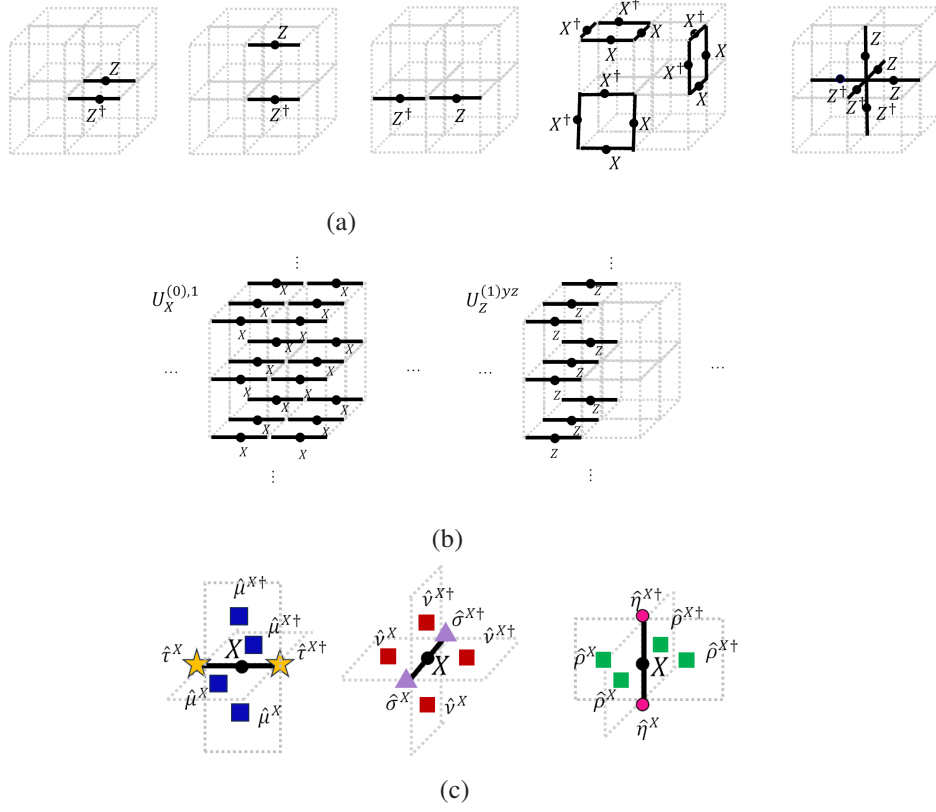 Z
Z†
Z
Z†
Z† Z
X†
X† X
X
X†
X† X
X
X†
X†
X†
X
X
Z
Z
Z† Z† Z
Z†
(a)
⋮
U_X^{(0),1}
X X
X X
X X
X X
X X
X X
X X
X X
X X
... ...
⋮
⋮
U_Z^{(1)yz}
Z
Z
Z
Z
Z
Z
Z
Z
Z
... ...
⋮
(b)
μ̂^{X†}
μ̂^{X†}
τ̂^X X τ̂^{X†}
μ̂^X
μ̂^X
ν̂^{X†}
σ̂^{X†}
ν̂^X ν̂^{X†}
X
σ̂^X
ν̂^X
η̂^{X†}
ρ̂^{X†}
ρ̂^X X ρ̂^{X†}
ρ̂^X
η̂^X
(c)